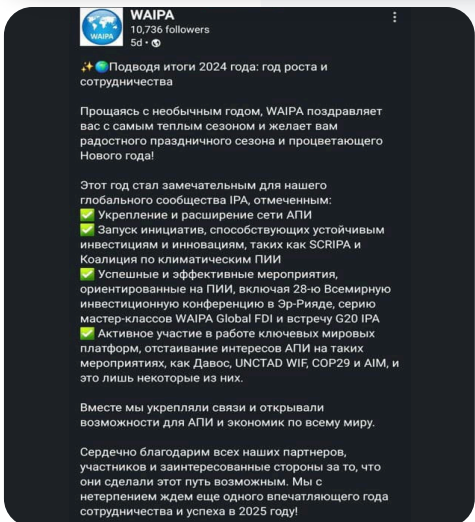 WAIPA
WAIPA
10,736 followers
5d •
✨🌍Подводя итоги 2024 года: год роста и
сотрудничества
Прощаясь с необычным годом, WAIPA поздравляет
вас с самым теплым сезоном и желает вам
радостного праздничного сезона и процветающего
Нового года!
Этот год стал замечательным для нашего
глобального сообщества IPA, отмеченным:
✅ Укрепление и расширение сети АПИ
✅ Запуск инициатив, способствующих устойчивым
инвестициям и инновациям, таких как SCRIPA и
Коалиция по климатическим ПИИ
✅ Успешные и эффективные мероприятия,
ориентированные на ПИИ, включая 28-ю Всемирную
инвестиционную конференцию в Эр-Рияде, серию
мастер-классов WAIPA Global FDI и встречу G20 IPA
✅ Активное участие в работе ключевых мировых
платформ, отстаивание интересов АПИ на таких
мероприятиях, как Давос, UNCTAD WIF, COP29 и AIM, и
это лишь некоторые из них.
Вместе мы укрепляли связи и открывали
возможности для АПИ и экономик по всему миру.
Сердечно благодарим всех наших партнеров,
участников и заинтересованные стороны за то, что
они сделали этот путь возможным. Мы с
нетерпением ждем еще одного впечатляющего года
сотрудничества и успеха в 2025 году!